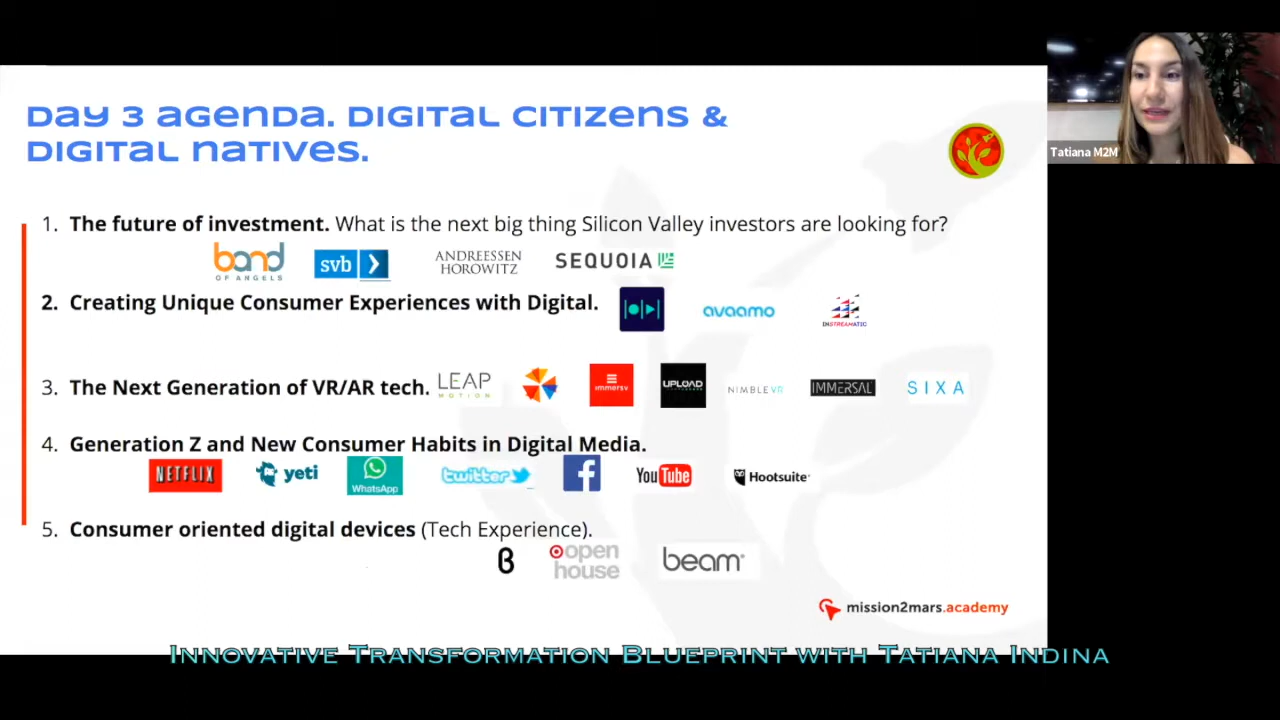 Day 3 agenda. Digital citizens &
Digital natives.
Tatiana M2M
1. The future of investment. What is the next big thing Silicon Valley investors are looking for?
band OF ANGELS
svb
ANDREESSEN HOROWITZ
SEQUOIA
2. Creating Unique Consumer Experiences with Digital.
avaamo
INSTREAMATIC
3. The Next Generation of VR/AR tech.
LEAP MOTION
immersv
UPLOAD
NIMBLE VR
IMMERSAL
SIXA
4. Generation Z and New Consumer Habits in Digital Media.
NETFLIX
yeti
WhatsApp
twitter
f
YouTube
Hootsuite
5. Consumer oriented digital devices (Tech Experience).
open house
beam
mission2mars.academy
Innovative Transformation Blueprint with Tatiana Indina